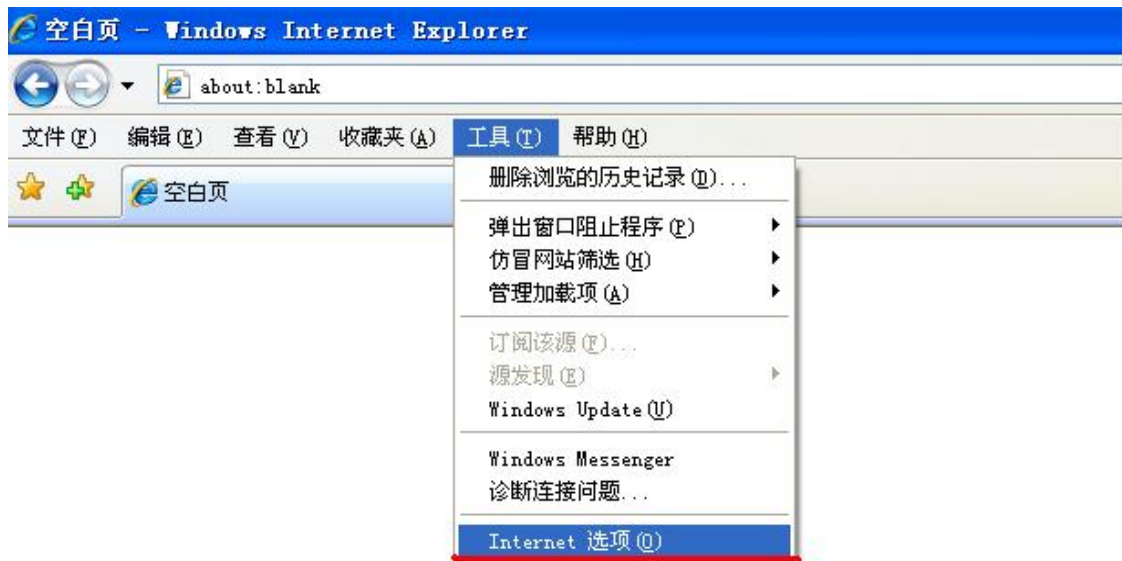 空白页 - Windows Internet Explorer
about:blank
文件(F) 编辑(E) 查看(V) 收藏夹(A) 工具(T) 帮助(H)
空白页
删除浏览的历史记录(D)...
弹出窗口阻止程序(P)
仿冒网站筛选(H)
管理加载项(A)
订阅该源(F)...
源发现(E)
Windows Update(U)
Windows Messenger
诊断连接问题...
Internet 选项(O)